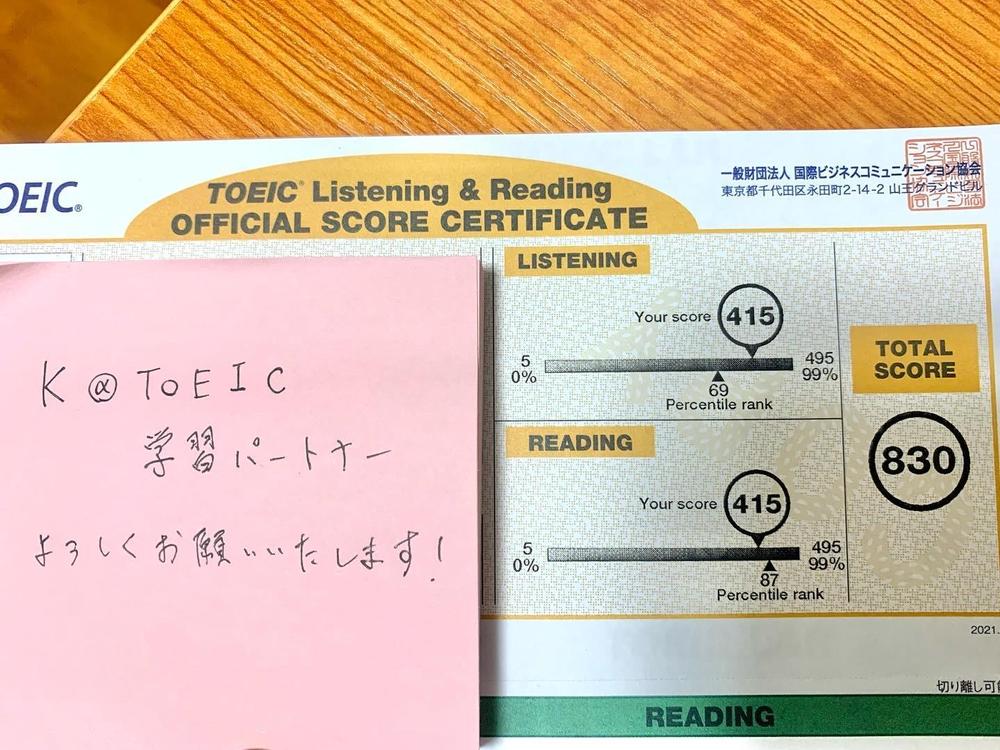 TOEIC®
TOEIC® Listening & Reading
OFFICIAL SCORE CERTIFICATE
一般財団法人 国際ビジネスコミュニケーション協会
東京都千代田区永田町2-14-2 山王グランドビル
K@TOEIC
学習パートナー
よろしくお願いいたします!
LISTENING
Your score 415
5 495
0% 99%
69
Percentile rank
READING
Your score 415
5 495
0% 99%
87
Percentile rank
TOTAL
SCORE
830
2021.
切り離し可
READING